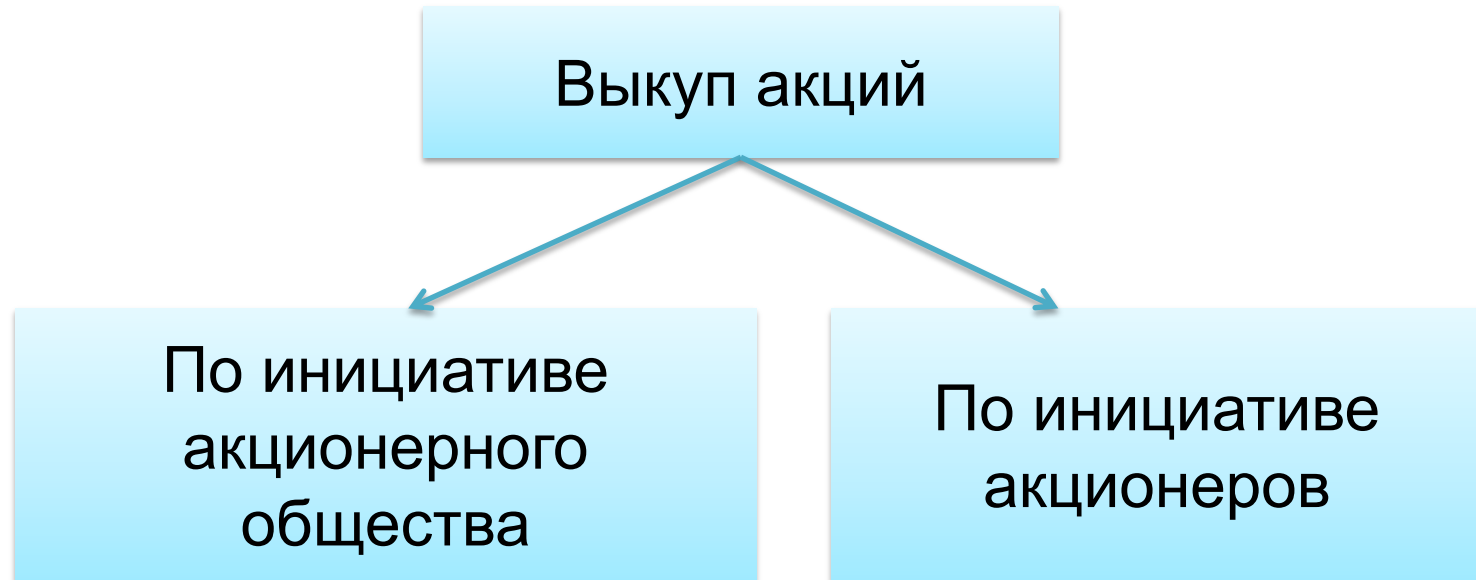 Выкуп акций
По инициативе
акционерного
общества
По инициативе
акционеров